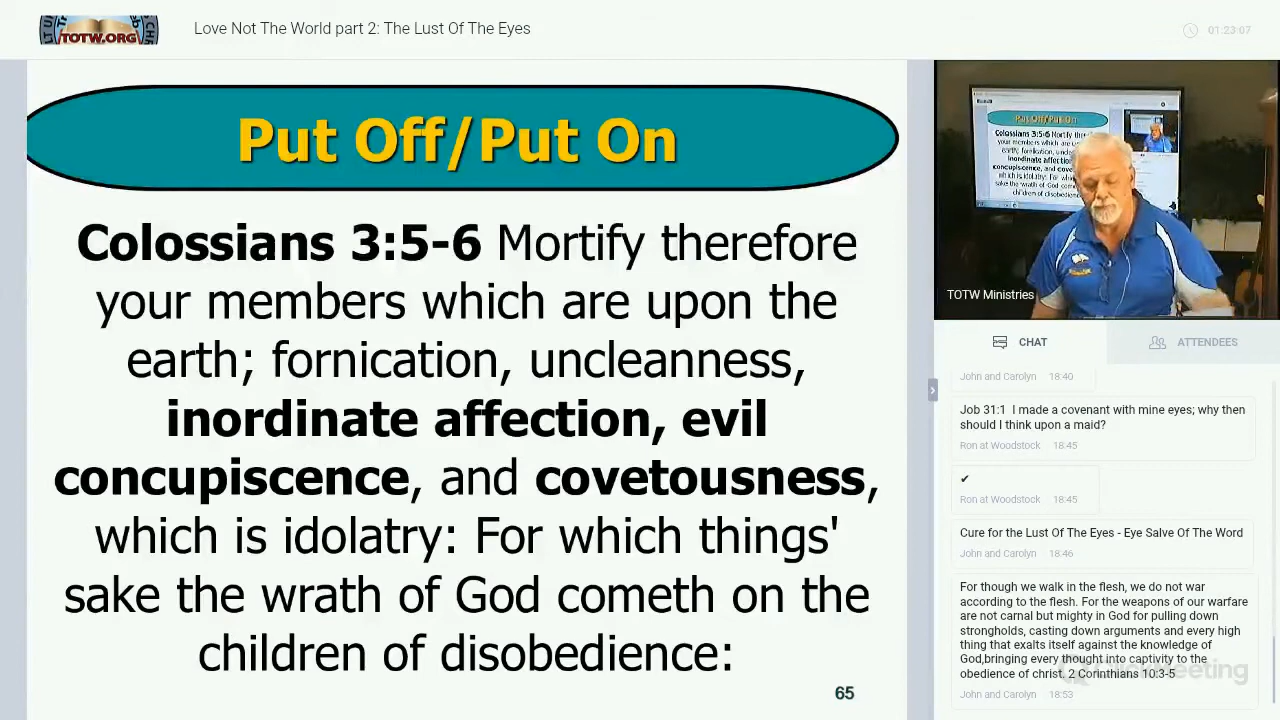 TOTW.ORG
Love Not The World part 2: The Lust Of The Eyes
01:23:07
Put Off/Put On
Colossians 3:5-6 Mortify therefore
your members which are upon the
earth; fornication, uncleanness,
inordinate affection, evil
concupiscence, and covetousness,
which is idolatry: For which things'
sake the wrath of God cometh on the
children of disobedience:
65
Put Off/Put On
TOTW Ministries
CHAT
ATTENDEES
John and Carolyn 18:40
Job 31:1 I made a covenant with mine eyes; why then
should I think upon a maid?
Ron at Woodstock 18:45
✔
Ron at Woodstock 18:45
Cure for the Lust Of The Eyes - Eye Salve Of The Word
John and Carolyn 18:46
For though we walk in the flesh, we do not war
according to the flesh. For the weapons of our warfare
are not carnal but mighty in God for pulling down
strongholds, casting down arguments and every high
thing that exalts itself against the knowledge of
God,bringing every thought into captivity to the
obedience of christ. 2 Corinthians 10:3-5
John and Carolyn 18:53
ClickMeeting